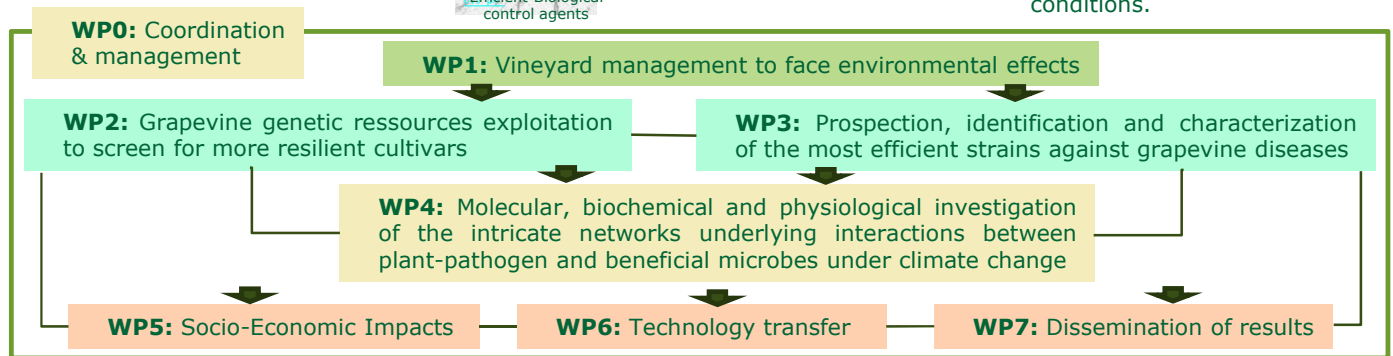 Efficient Biological
control agents
conditions.
WP0: Coordination
& management
WP1: Vineyard management to face environmental effects
WP2: Grapevine genetic ressources exploitation
to screen for more resilient cultivars
WP3: Prospection, identification and characterization
of the most efficient strains against grapevine diseases
WP4: Molecular, biochemical and physiological investigation
of the intricate networks underlying interactions between
plant-pathogen and beneficial microbes under climate change
WP5: Socio-Economic Impacts
WP6: Technology transfer
WP7: Dissemination of results